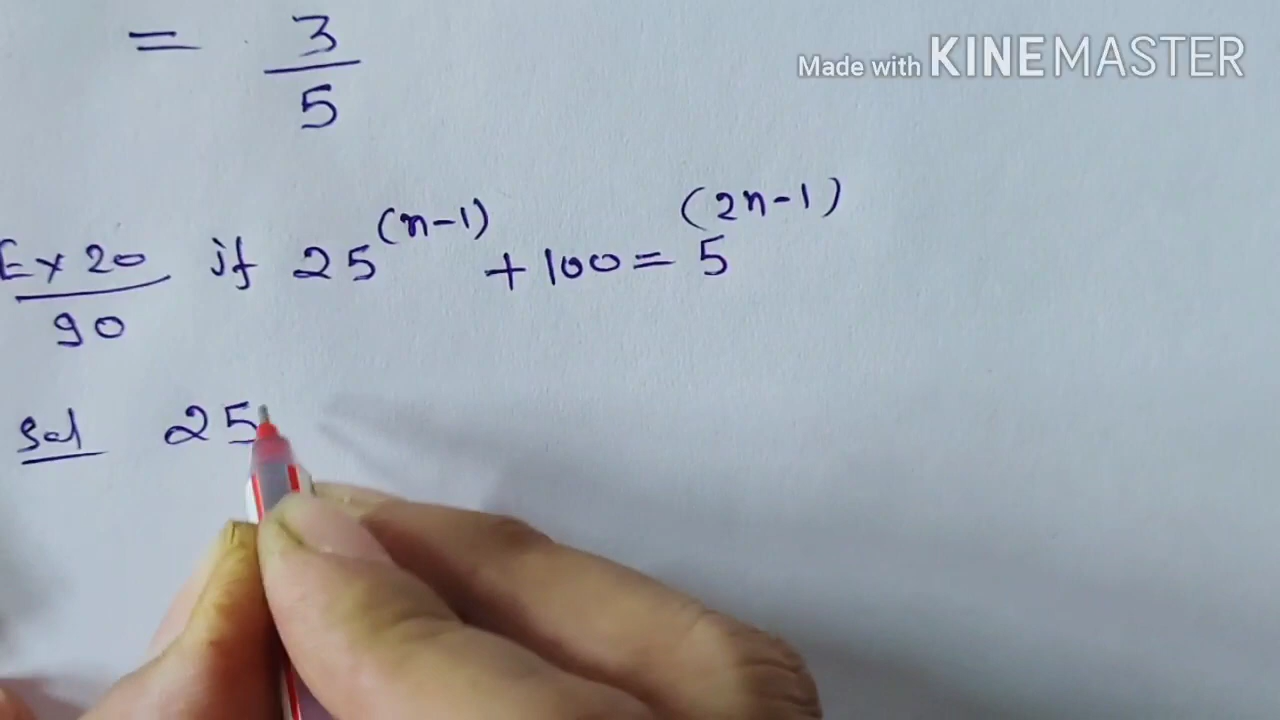 = 3/5
Made with KINEMASTER
Ex 20/90 if 25^(n-1) + 100 = 5^(2n-1)
Sol 25